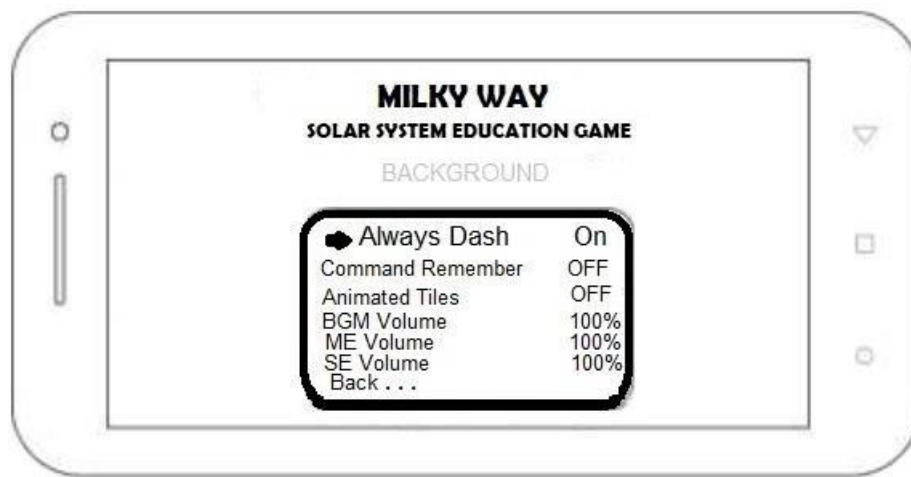 MILKY WAY
SOLAR SYSTEM EDUCATION GAME
BACKGROUND
Always Dash On
Command Remember OFF
Animated Tiles OFF
BGM Volume 100%
ME Volume 100%
SE Volume 100%
Back . . .